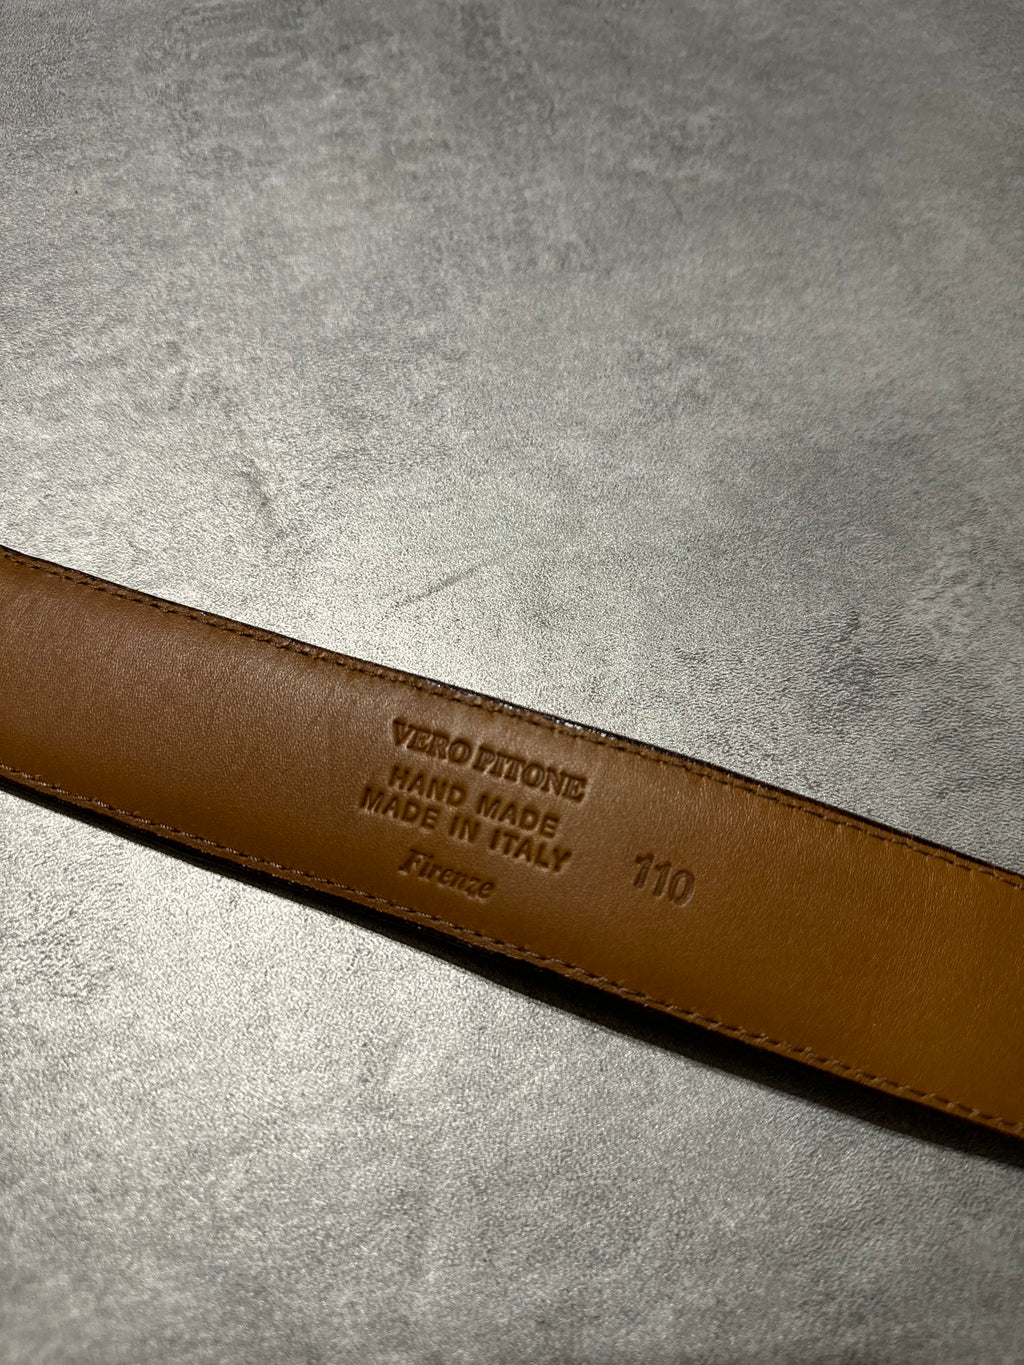 VERO PITONE
HAND MADE
MADE IN ITALY
Firenze
110